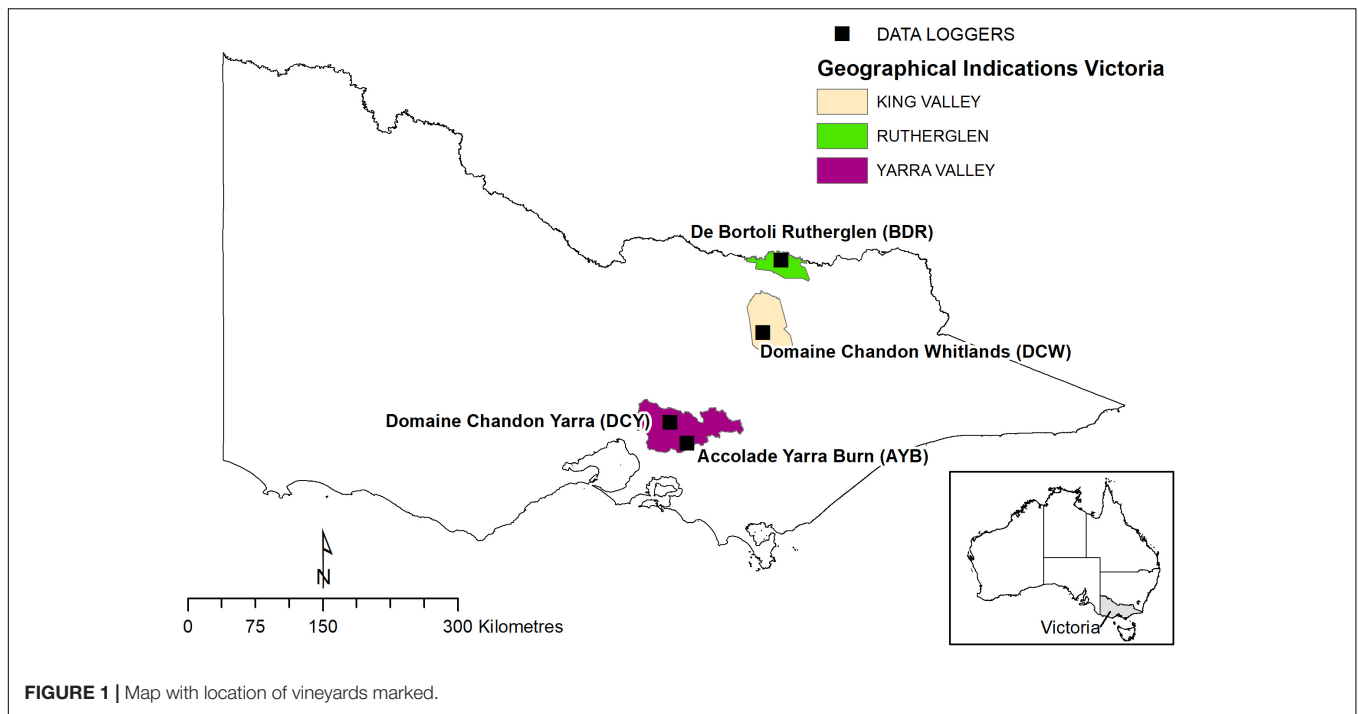 DATA LOGGERS
Geographical Indications Victoria
KING VALLEY
RUTHERGLEN
YARRA VALLEY
De Bortoli Rutherglen (BDR)
Domaine Chandon Whitlands (DCW)
Domaine Chandon Yarra (DCY)
Accolade Yarra Burn (AYB)
N
0 75 150 300 Kilometres
Victoria
FIGURE 1 | Map with location of vineyards marked.